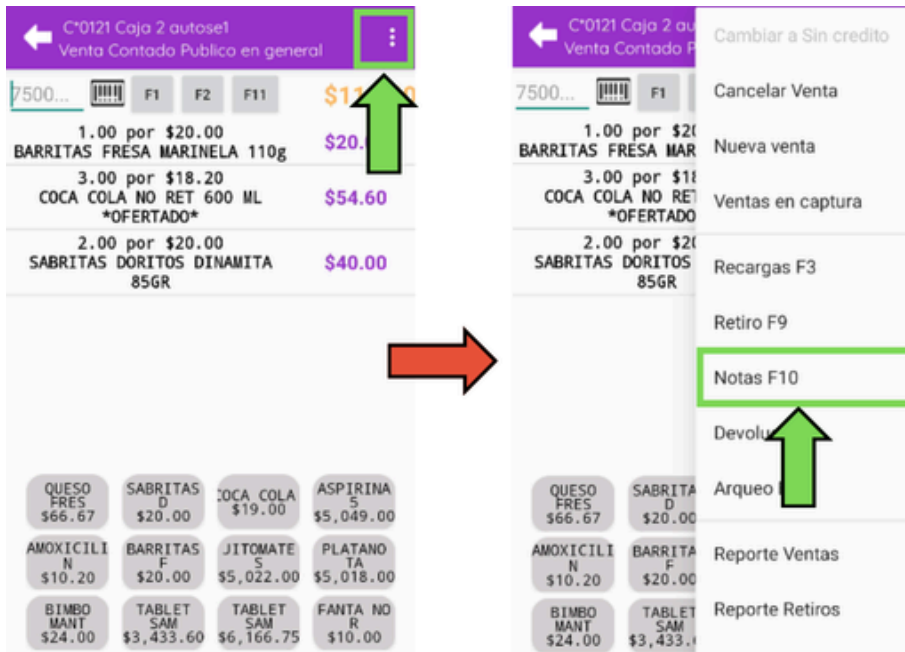 C*0121 Caja 2 autose1
Venta Contado Publico en general
7500...
F1
F2
F11
1.00 por $20.00
BARRITAS FRESA MARINELA 110g
3.00 por $18.20
COCA COLA NO RET 600 ML
$54.60
*OFERTADO*
2.00 por $20.00
SABRITAS DORITOS DINAMITA
$40.00
85GR
QUESO
FRES
$66.67
SABRITAS
D
$20.00
COCA COLA
$19.00
ASPIRINA
5
$5,049.00
AMOXICILI
N
$10.20
BARRITAS
F
$20.00
JITOMATE
S
$5,022.00
PLATANO
TA
$5,018.00
BIMBO
MANT
$24.00
TABLET
SAM
$3,433.60
TABLET
SAM
$6,166.75
FANTA NO
R
$10.00
C*0121 Caja 2 au
Venta Contado P
7500...
F1
1.00 por $20
BARRITAS FRESA MAR
3.00 por $18
COCA COLA NO RET
*OFERTADO
2.00 por $20
SABRITAS DORITOS
85GR
QUESO
FRES
$66.67
SABRITA
D
$20.00
AMOXICILI
N
$10.20
BARRITA
F
$20.00
BIMBO
MANT
$24.00
TABLET
SAM
$3,433.
Cambiar a Sin credito
Cancelar Venta
Nueva venta
Ventas en captura
Recargas F3
Retiro F9
Notas F10
Devolu
Arqueo
Reporte Ventas
Reporte Retiros